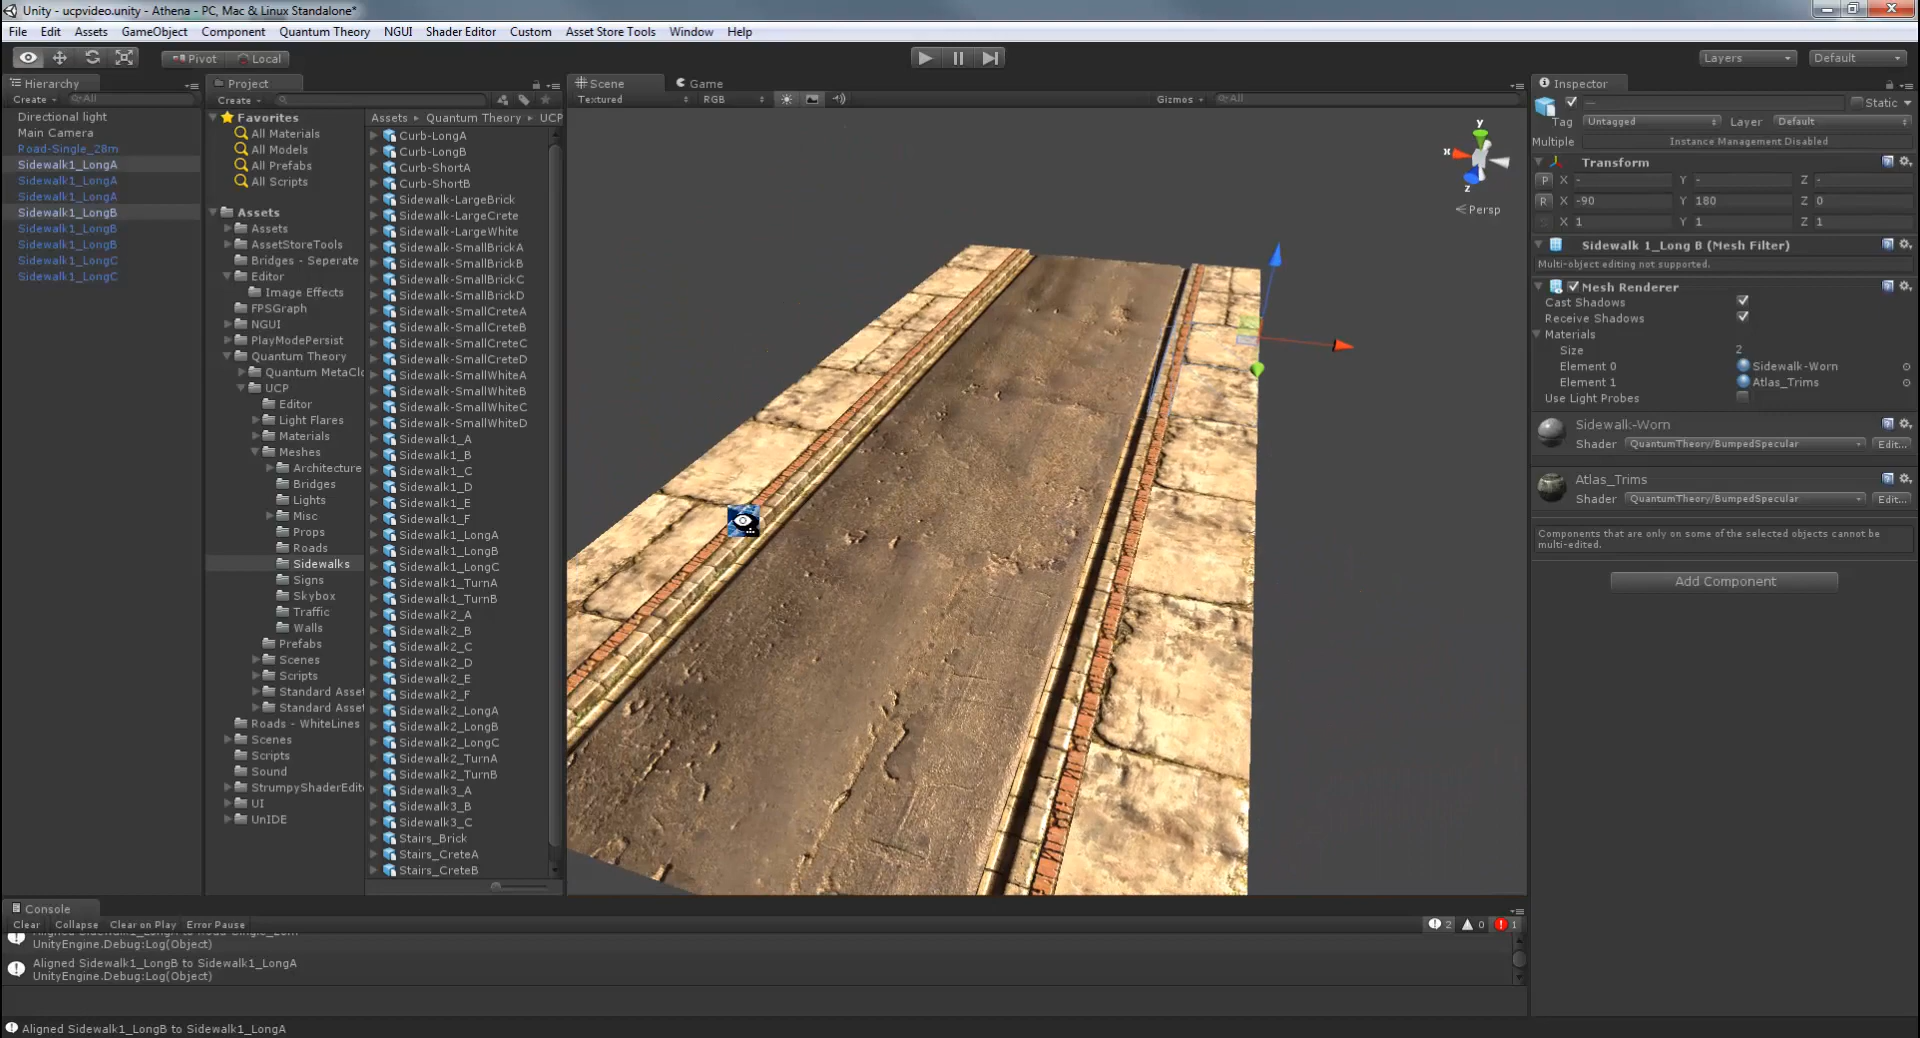 Unity - ucpvideo.unity - Athena - PC, Mac & Linux Standalone*
File Edit Assets GameObject Component Quantum Theory NGUI Shader Editor Custom Asset Store Tools Window Help
Pivot Local Layers Default
Hierarchy
Create All
Directional light
Main Camera
Road-Single_28m
Sidewalk1_LongA
Sidewalk1_LongA
Sidewalk1_LongA
Sidewalk1_LongB
Sidewalk1_LongB
Sidewalk1_LongB
Sidewalk1_LongC
Sidewalk1_LongC
Project
Create
Favorites
All Materials
All Models
All Prefabs
All Scripts
Assets
Assets
AssetStoreTools
Bridges - Seperate
Editor
Image Effects
FPSGraph
NGUI
PlayModePersist
Quantum Theory
Quantum MetaClo
UCP
Editor
Light Flares
Materials
Meshes
Architecture
Bridges
Lights
Misc
Props
Roads
Sidewalks
Signs
Skybox
Traffic
Walls
Prefabs
Scenes
Scripts
Standard Asset
Standard Asset
Roads - WhiteLines
Scenes
Scripts
Sound
StrumpyShaderEdit
UI
UnIDE
Assets Quantum Theory UCP
Curb-LongA
Curb-LongB
Curb-ShortA
Curb-ShortB
Sidewalk-LargeBrick
Sidewalk-LargeCrete
Sidewalk-LargeWhite
Sidewalk-SmallBrickA
Sidewalk-SmallBrickB
Sidewalk-SmallBrickC
Sidewalk-SmallBrickD
Sidewalk-SmallCreteA
Sidewalk-SmallCreteB
Sidewalk-SmallCreteC
Sidewalk-SmallCreteD
Sidewalk-SmallWhiteA
Sidewalk-SmallWhiteB
Sidewalk-SmallWhiteC
Sidewalk-SmallWhiteD
Sidewalk1_A
Sidewalk1_B
Sidewalk1_C
Sidewalk1_D
Sidewalk1_E
Sidewalk1_F
Sidewalk1_LongA
Sidewalk1_LongB
Sidewalk1_LongC
Sidewalk1_TurnA
Sidewalk1_TurnB
Sidewalk2_A
Sidewalk2_B
Sidewalk2_C
Sidewalk2_D
Sidewalk2_E
Sidewalk2_F
Sidewalk2_LongA
Sidewalk2_LongB
Sidewalk2_LongC
Sidewalk2_TurnA
Sidewalk2_TurnB
Sidewalk3_A
Sidewalk3_B
Sidewalk3_C
Stairs_Brick
Stairs_CreteA
Stairs_CreteB
Scene Game
Textured RGB Gizmos All
y
x
z
Persp
Inspector
— Static
Tag Untagged Layer Default
Multiple Instance Management Disabled
Transform
P X - Y - Z -
R X -90 Y 180 Z 0
X 1 Y 1 Z 1
Sidewalk 1_Long B (Mesh Filter)
Multi-object editing not supported.
Mesh Renderer
Cast Shadows
Receive Shadows
Materials
Size 2
Element 0 Sidewalk-Worn
Element 1 Atlas_Trims
Use Light Probes
Sidewalk-Worn
Shader QuantumTheory/BumpedSpecular Edit...
Atlas_Trims
Shader QuantumTheory/BumpedSpecular Edit...
Components that are only on some of the selected objects cannot be
multi-edited.
Add Component
Console
Clear Collapse Clear on Play Error Pause 2 0 1
UnityEngine.Debug:Log(Object)
Aligned Sidewalk1_LongB to Sidewalk1_LongA
UnityEngine.Debug:Log(Object)
Aligned Sidewalk1_LongB to Sidewalk1_LongA